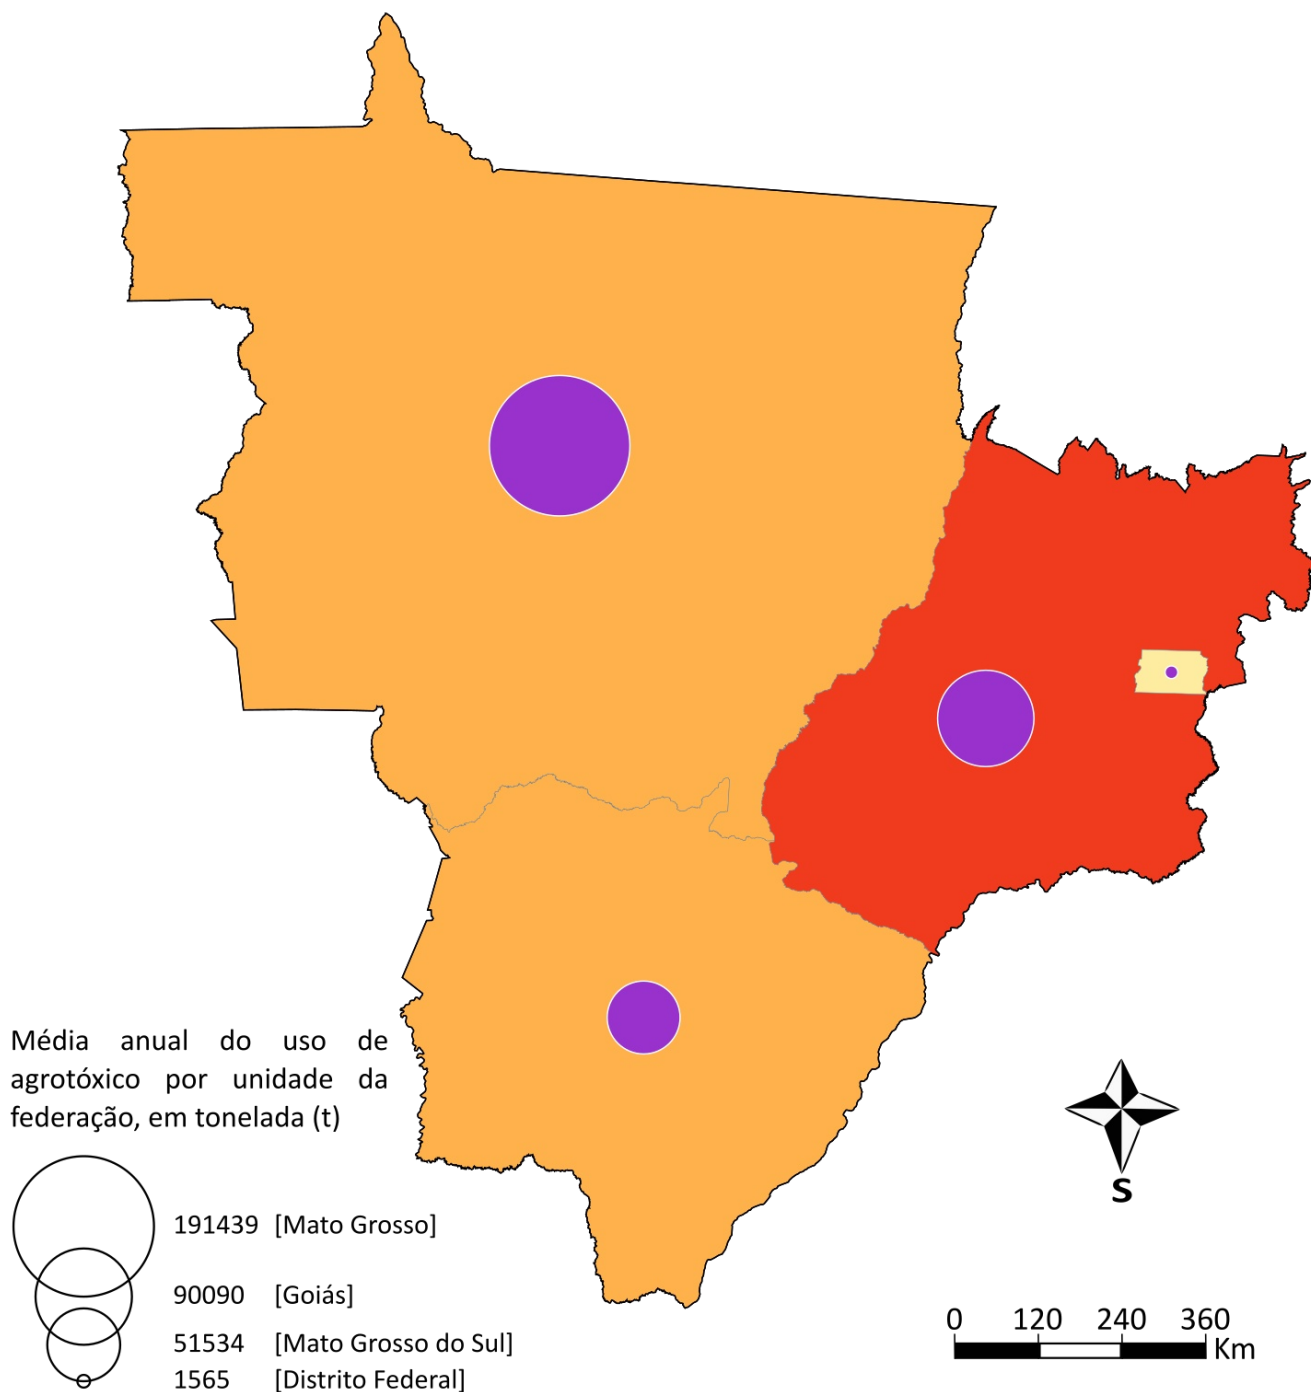 Média anual do uso de
agrotóxico por unidade da
federação, em tonelada (t)
191439 [Mato Grosso]
90090 [Goiás]
51534 [Mato Grosso do Sul]
1565 [Distrito Federal]
S
0 120 240 360
Km